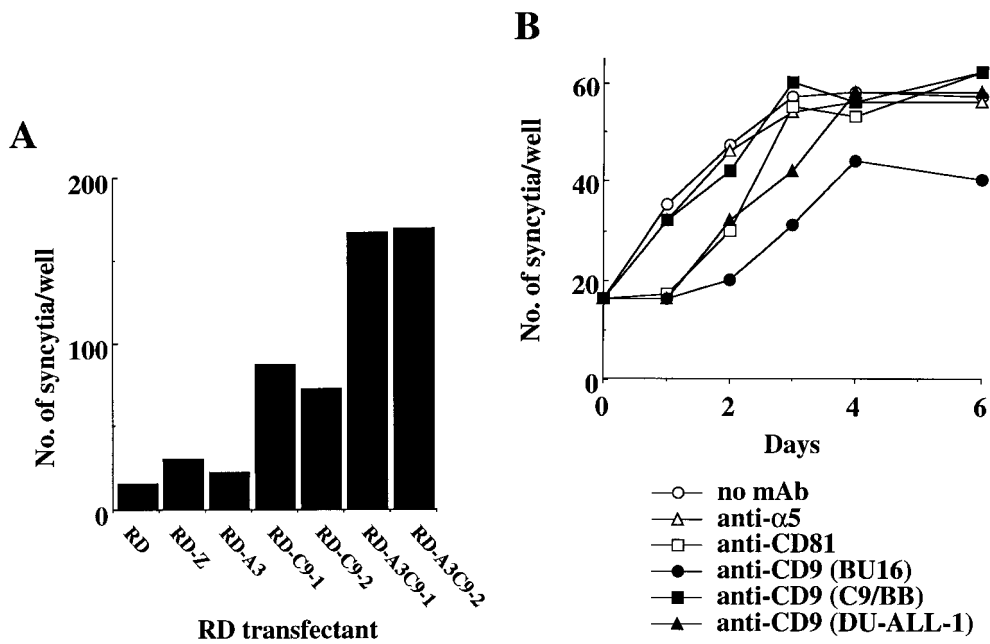 A
No. of syncytia/well
200
100
0
RD
RD-Z
RD-A3
RD-C9-1
RD-C9-2
RD-A3C9-1
RD-A3C9-2
RD transfectant
B
No. of syncytia/well
60
40
20
0
0 2 4 6
Days
no mAb
anti-α5
anti-CD81
anti-CD9 (BU16)
anti-CD9 (C9/BB)
anti-CD9 (DU-ALL-1)